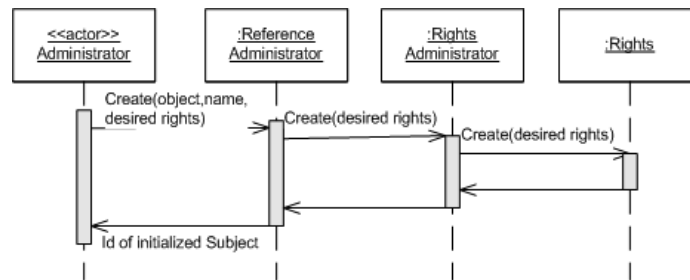 <<actor>>
Administrator
:Reference
Administrator
:Rights
Administrator
:Rights
Create(object,name,
desired rights)
Create(desired rights)
Create(desired rights)
Id of initialized Subject